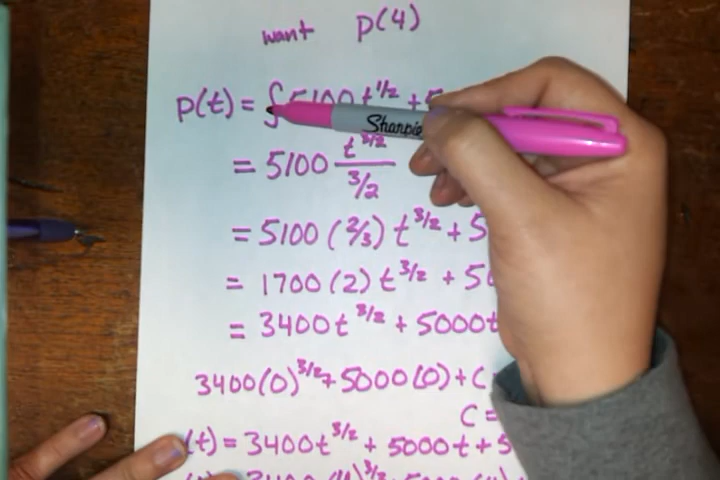 want p(4)
p(t) = ∫ 5100 t^1/2 + 5
= 5100 t^3/2 / 3/2
= 5100 (2/3) t^3/2 + 5
= 1700 (2) t^3/2 + 50
= 3400 t^3/2 + 5000t
3400(0)^3/2 + 5000(0) + C
C =
(t) = 3400t^3/2 + 5000t + 5
Sharpie